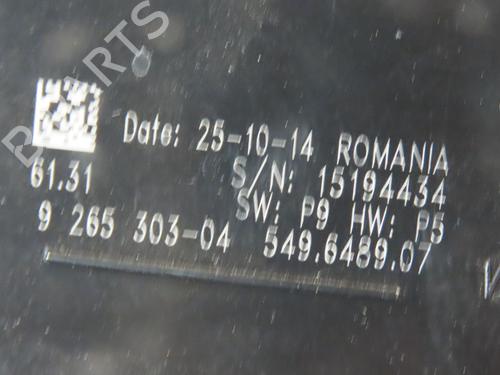 B PARTS
Date: 25-10-14 ROMANIA
61.31 S/N: 15194434
SW: P9 HW: P5
9 265 303-04 549.6489.07